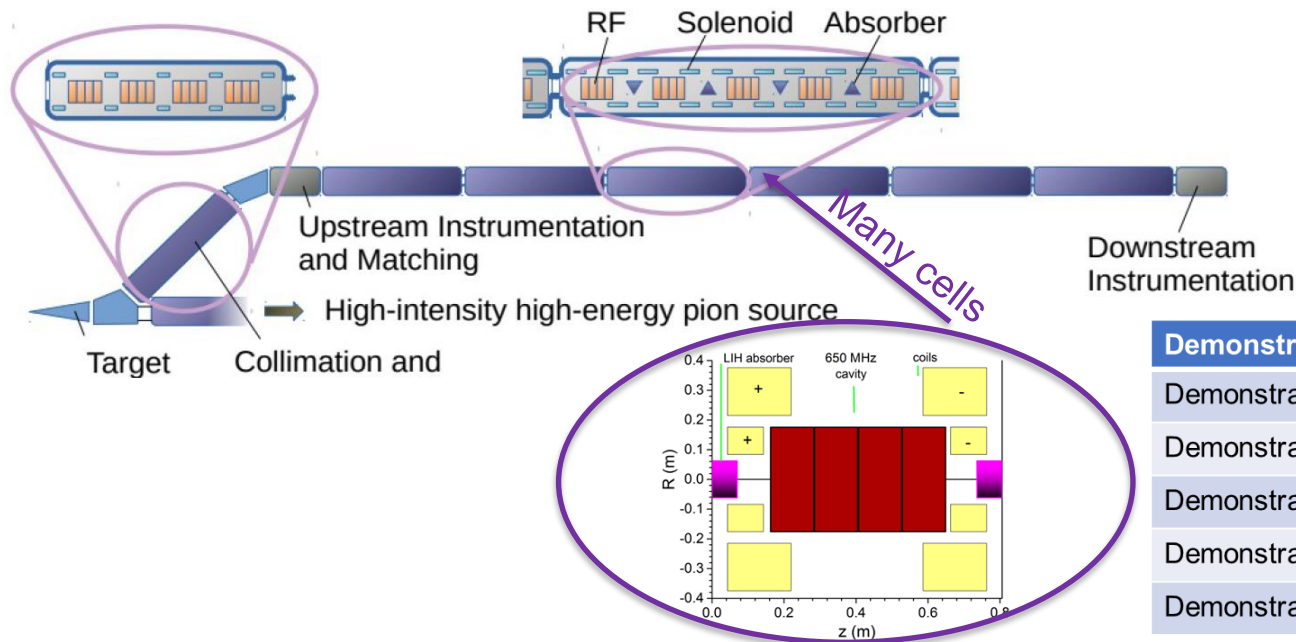 RF
Solenoid
Absorber
Upstream Instrumentation
and Matching
Downstream
Instrumentation
High-intensity high-energy pion source
Target
Collimation and
Many cells
LIH absorber
650 MHz
cavity
coils
+
-
+
-
0.4
0.3
0.2
0.1
0.0
-0.1
-0.2
-0.3
-0.4
R (m)
0.0
0.2
0.4
0.6
0.8
z (m)
Demonstr
Demonstra
Demonstra
Demonstra
Demonstra
Demonstra